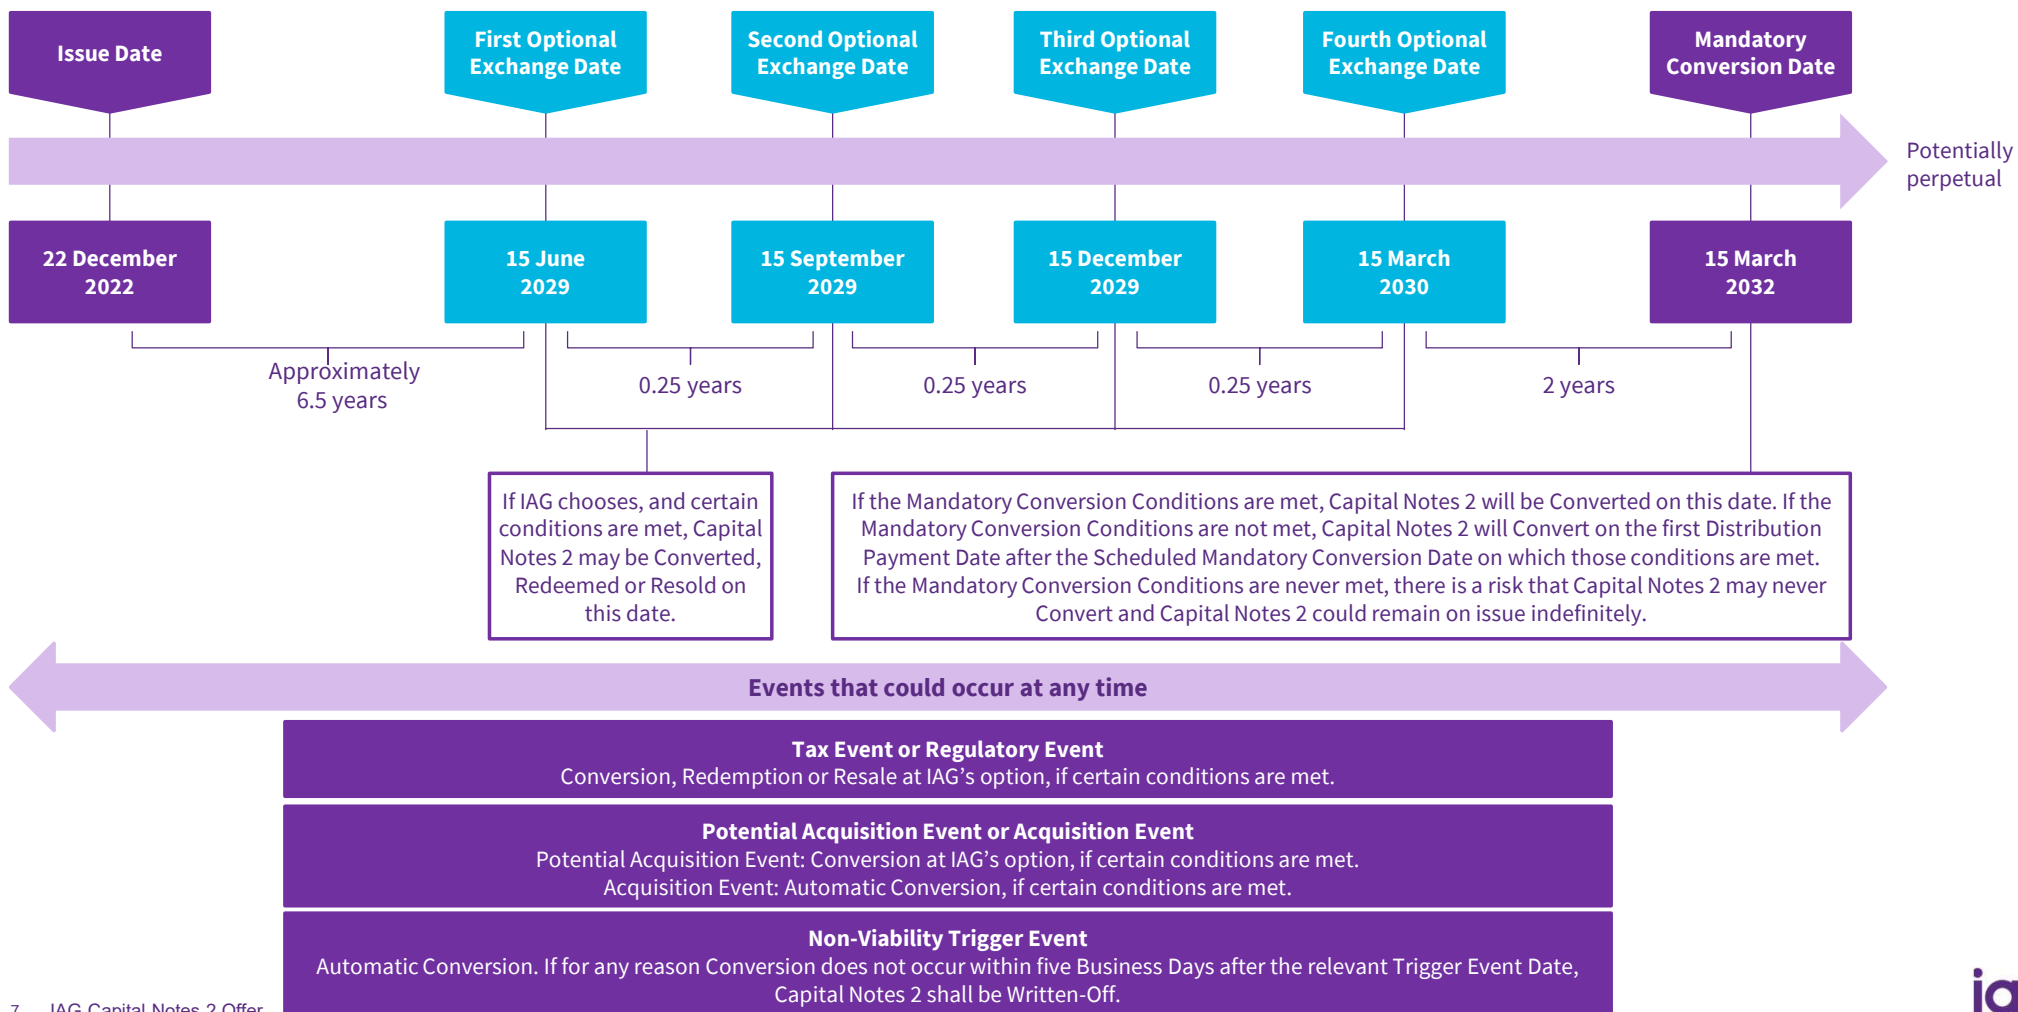 Issue Date
First Optional
Exchange Date
Second Optional
Exchange Date
Third Optional
Exchange Date
Fourth Optional
Exchange Date
Mandatory
Conversion Date
Potentially
perpetual
22 December
2022
15 June
2029
15 September
2029
15 December
2029
15 March
2030
15 March
2032
Approximately
6.5 years
0.25 years
0.25 years
0.25 years
2 years
If IAG chooses, and certain
conditions are met, Capital
Notes 2 may be Converted,
Redeemed or Resold on
this date.
If the Mandatory Conversion Conditions are met, Capital Notes 2 will be Converted on this date. If the
Mandatory Conversion Conditions are not met, Capital Notes 2 will Convert on the first Distribution
Payment Date after the Scheduled Mandatory Conversion Date on which those conditions are met.
If the Mandatory Conversion Conditions are never met, there is a risk that Capital Notes 2 may never
Convert and Capital Notes 2 could remain on issue indefinitely.
Events that could occur at any time
Tax Event or Regulatory Event
Conversion, Redemption or Resale at IAG's option, if certain conditions are met.
Potential Acquisition Event or Acquisition Event
Potential Acquisition Event: Conversion at IAG's option, if certain conditions are met.
Acquisition Event: Automatic Conversion, if certain conditions are met.
Non-Viability Trigger Event
Automatic Conversion. If for any reason Conversion does not occur within five Business Days after the relevant Trigger Event Date,
Capital Notes 2 shall be Written-Off.
7 IAG Capital Notes 2 Offer